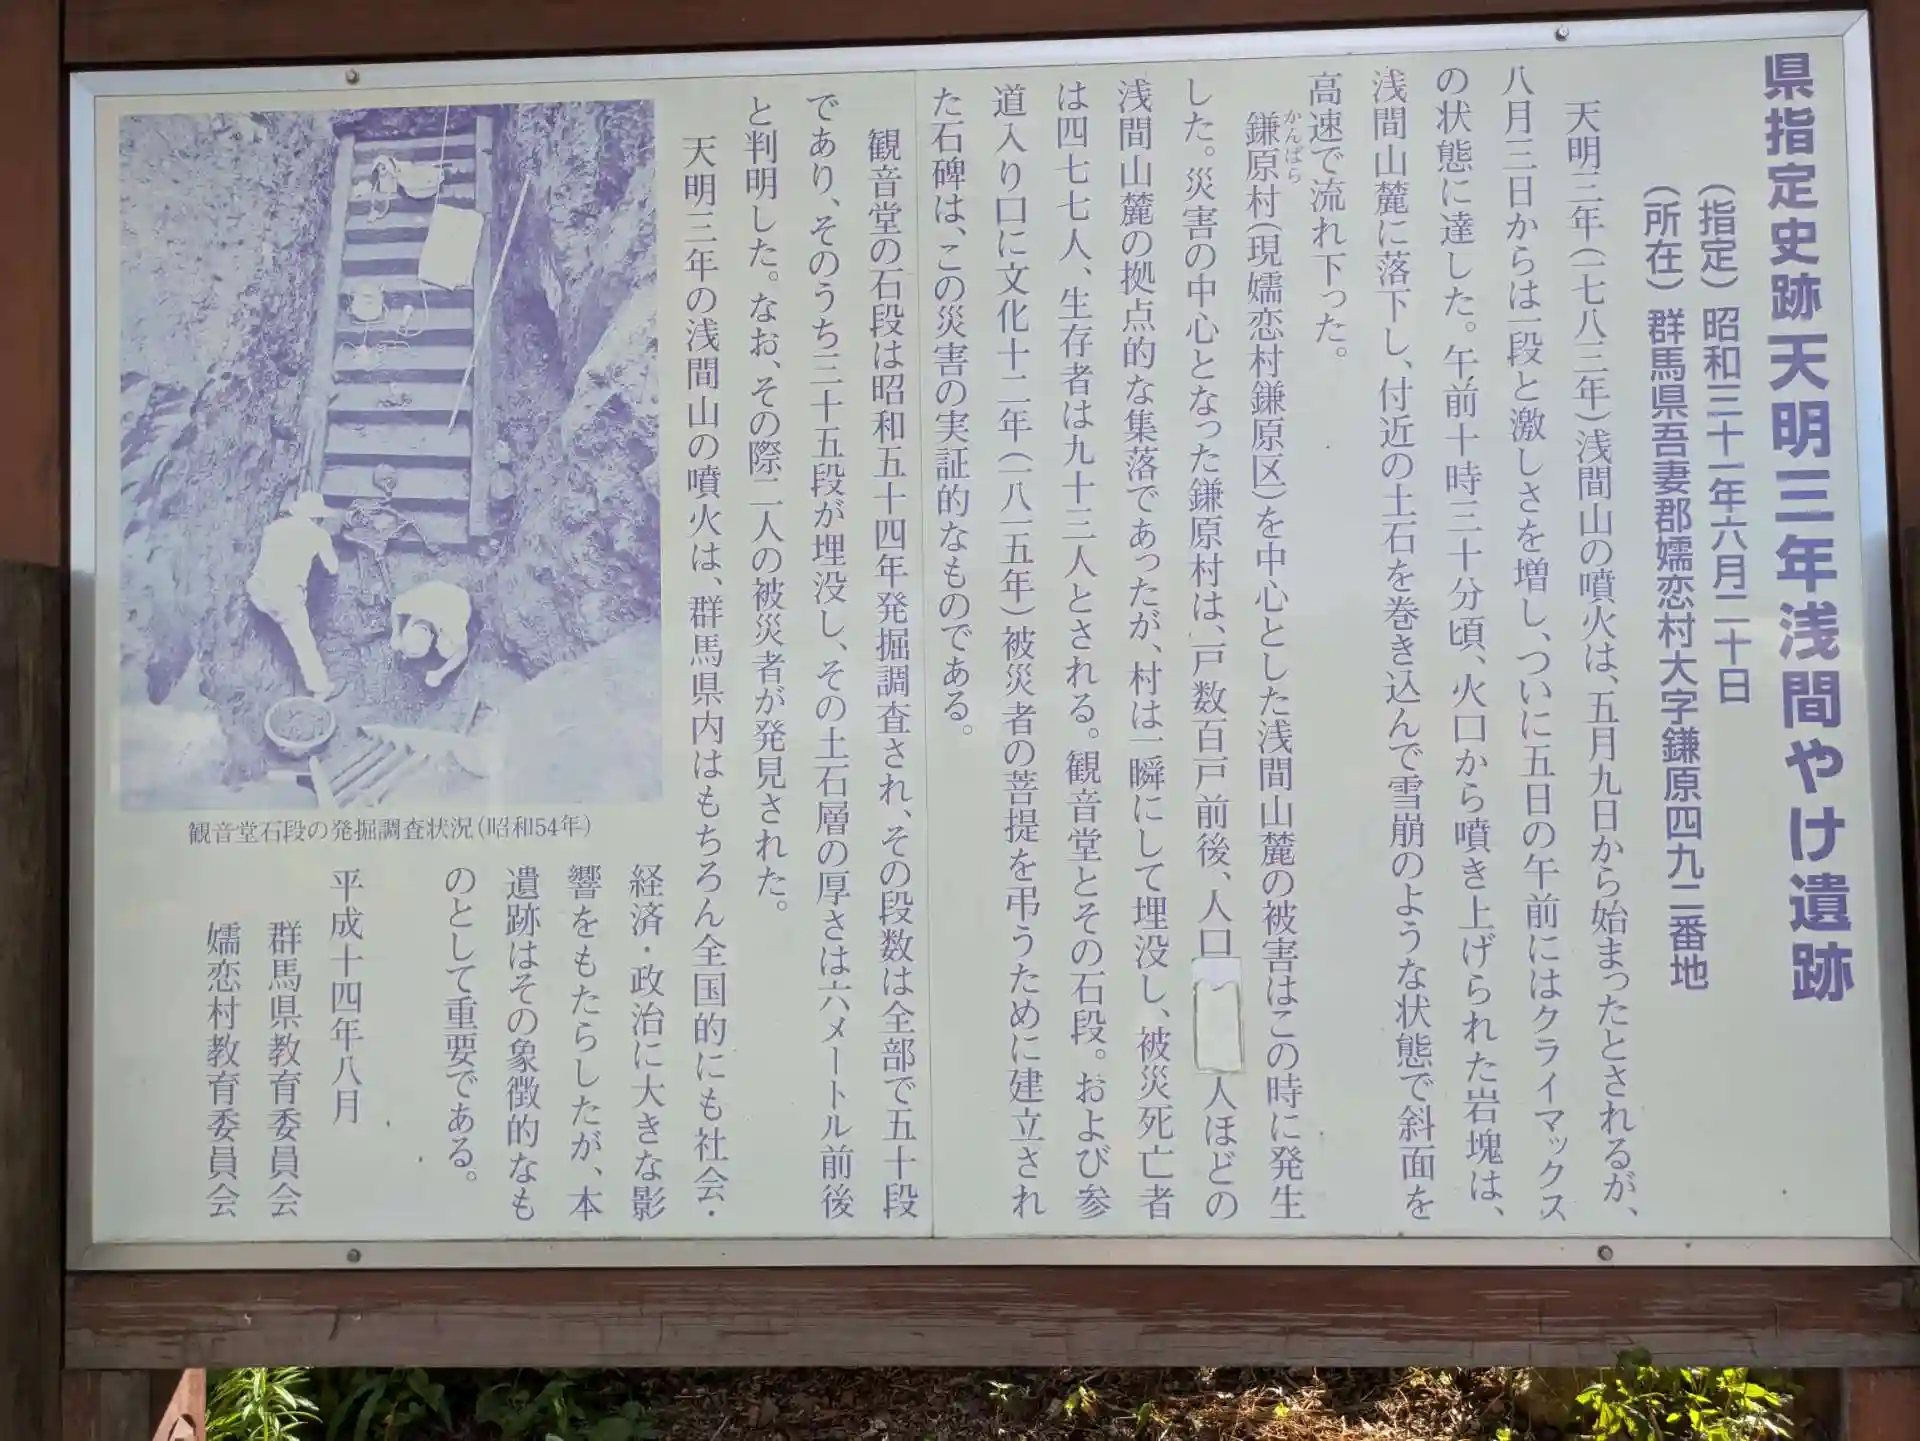 県指定史跡天明三年浅間やけ遺跡
(指定)昭和三十一年六月二十日
(所在)群馬県吾妻郡嬬恋村大字鎌原四九二番地
天明三年(一七八三年)浅間山の噴火は、五月九日から始まったとされるが、
八月三日からは一段と激しさを増し、ついに五日の午前にはクライマックス
の状態に達した。午前十時三十分頃、火口から噴き上げられた岩塊は、
浅間山麓に落下し、付近の土石を巻き込んで雪崩のような状態で斜面を
高速で流れ下った。
かんばら
鎌原村(現嬬恋村鎌原区)を中心とした浅間山麓の被害はこの時に発生
した。災害の中心となった鎌原村は、戸数百戸前後、人口 人ほどの
浅間山麓の拠点的な集落であったが、村は一瞬にして埋没し、被災死亡者
は四七七人、生存者は九十三人とされる。観音堂とその石段。および参
道入り口に文化十二年(一八一五年)被災者の菩提を弔うために建立され
た石碑は、この災害の実証的なものである。
観音堂の石段は昭和五十四年発掘調査され、その段数は全部で五十段
であり、そのうち三十五段が埋没し、その土石層の厚さは六メートル前後
と判明した。なお、その際二人の被災者が発見された。
天明三年の浅間山の噴火は、群馬県内はもちろん全国的にも社会・
経済・政治に大きな影
響をもたらしたが、本
遺跡はその象徴的なも
のとして重要である。
平成十四年八月
群馬県教育委員会
嬬恋村教育委員会
観音堂石段の発掘調査状況(昭和54年)